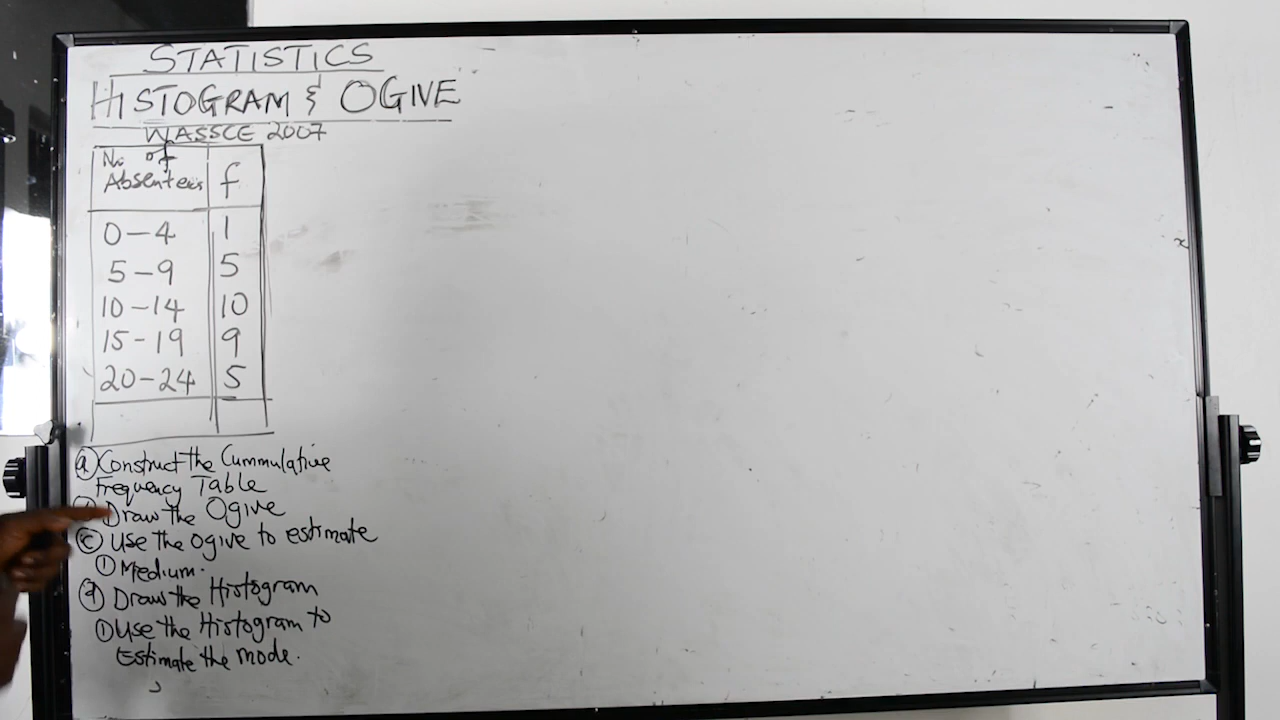 STATISTICS
HISTOGRAM & OGIVE
WASSCE 2007
No of
Absentees f
0-4 1
5-9 5
10-14 10
15-19 9
20-24 5
(a) Construct the Cummulative
Frequency Table
Draw the Ogive
(c) Use the Ogive to estimate
(1) Medium.
(d) Draw the Histogram
(1) Use the Histogram to
Estimate the mode.